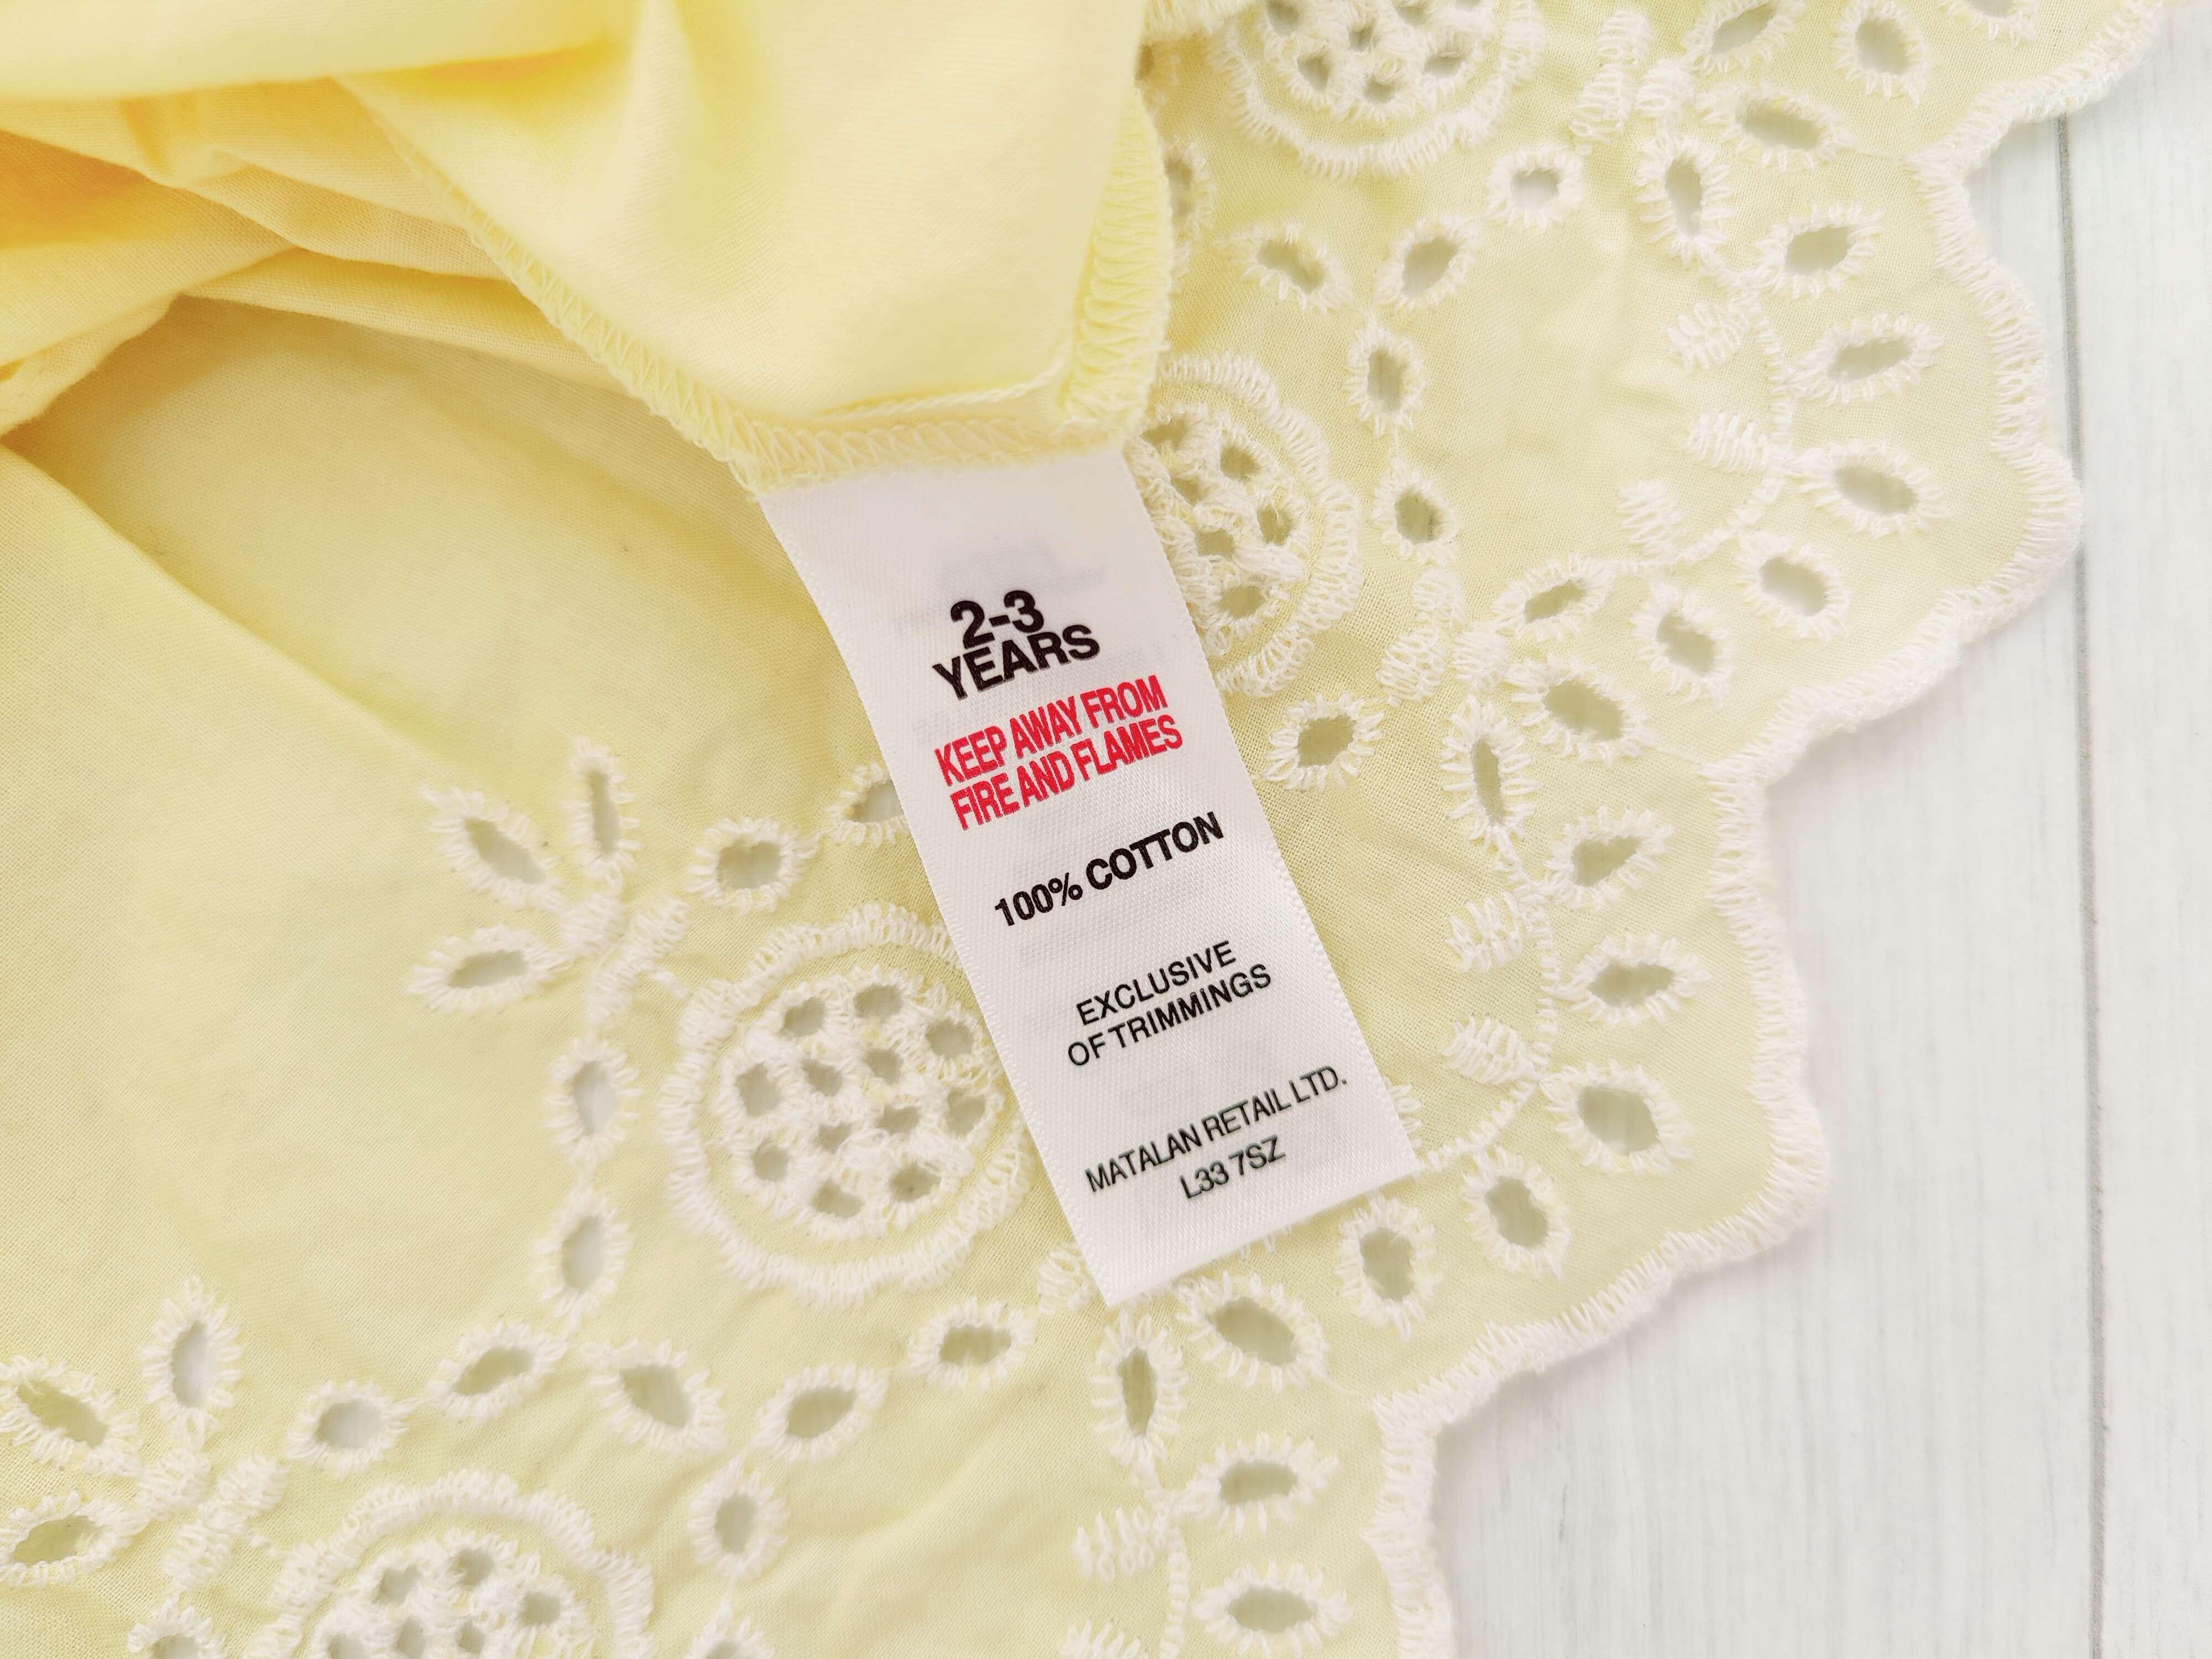 2-3
YEARS
KEEP AWAY FROM
FIRE AND FLAMES
100% COTTON
EXCLUSIVE
OF TRIMMINGS
MATALAN RETAIL LTD.
L33 7SZ